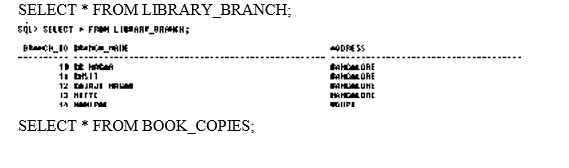 SELECT * FROM LIBRARY_BRANCH;
SQL> SELECT * FROM LIBRARY_BRANCH;
BRANCH_ID BRANCH_NAME ADDRESS
10 RR NAGAR BANGALORE
11 RNSIT BANGALORE
12 RAJAJI NAGAR BANGALORE
13 NITTE MANGALORE
14 MANIPAL UDUPI
SELECT * FROM BOOK_COPIES;